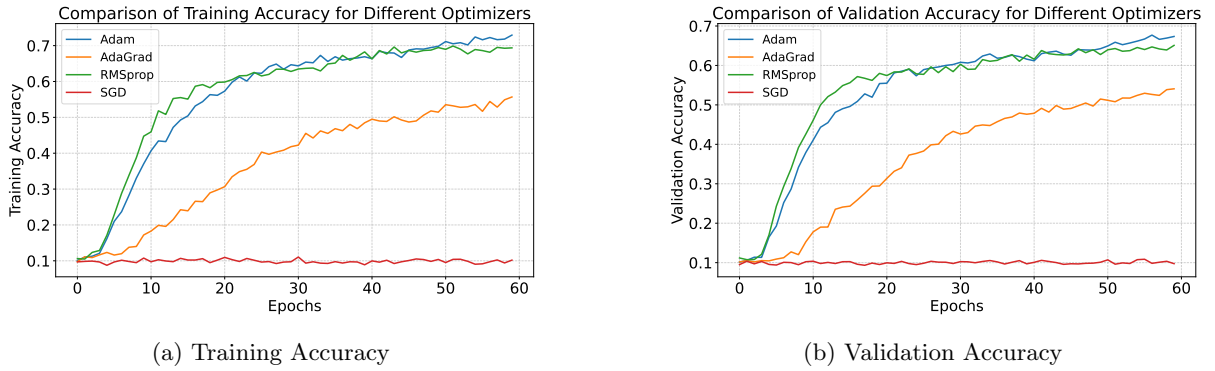 Comparison of Training Accuracy for Different Optimizers
Training Accuracy
0.7
0.6
0.5
0.4
0.3
0.2
0.1
Adam
AdaGrad
RMSprop
SGD
0 10 20 30 40 50 60
Epochs
(a) Training Accuracy
Comparison of Validation Accuracy for Different Optimizers
Validation Accuracy
0.7
0.6
0.5
0.4
0.3
0.2
0.1
Adam
AdaGrad
RMSprop
SGD
0 10 20 30 40 50 60
Epochs
(b) Validation Accuracy